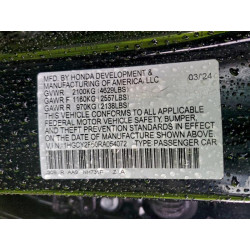 MFD. BY HONDA DEVELOPMENT & 03/24
MANUFACTURING OF AMERICA, LLC
GVWR 2100KG(4629LBS)
GAWR F 1160KG(2557LBS)
GAWR R 970KG(2138LBS)
THIS VEHICLE CONFORMS TO ALL APPLICABLE
FEDERAL MOTOR VEHICLE SAFETY, BUMPER,
AND THEFT PREVENTION STANDARDS IN EFFECT
ON THE DATE OF MANUFACTURE SHOWN ABOVE.
TYPE PASSENGER CAR